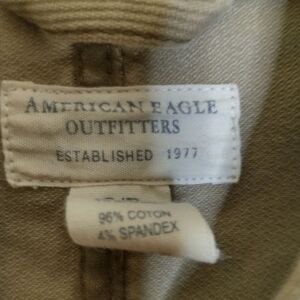 AMERICAN EAGLE
OUTFITTERS
ESTABLISHED 1977
96% COTON
4% SPANDEX